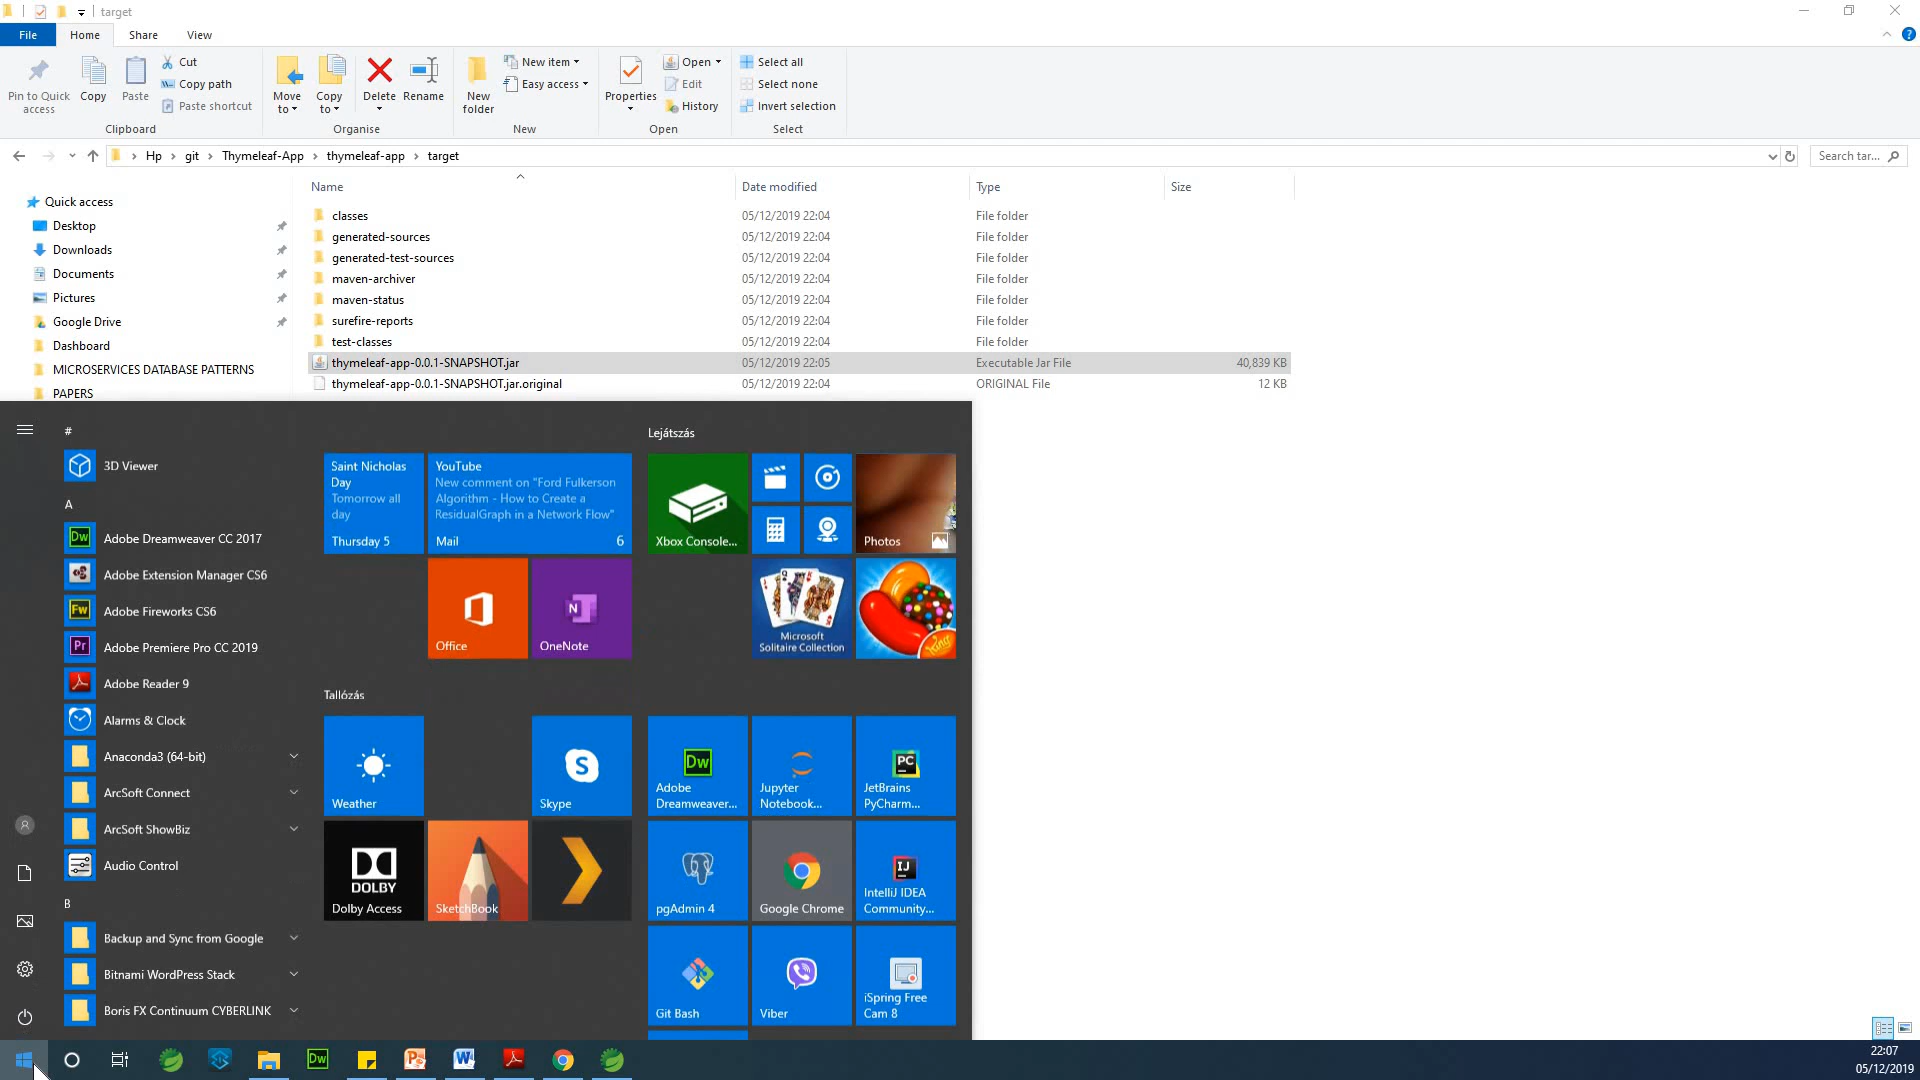 target
File
Home
Share
View
Pin to Quick
access
Copy
Paste
Cut
Copy path
Paste shortcut
Clipboard
Move
to
Copy
to
Delete
Rename
Organise
New
folder
New item
Easy access
New
Properties
Open
Edit
History
Open
Select all
Select none
Invert selection
Select
Hp
git
Thymeleaf-App
thymeleaf-app
target
Search tar...
Name
Date modified
Type
Size
classes
05/12/2019 22:04
File folder
generated-sources
05/12/2019 22:04
File folder
generated-test-sources
05/12/2019 22:04
File folder
maven-archiver
05/12/2019 22:04
File folder
maven-status
05/12/2019 22:04
File folder
surefire-reports
05/12/2019 22:04
File folder
test-classes
05/12/2019 22:04
File folder
thymeleaf-app-0.0.1-SNAPSHOT.jar
05/12/2019 22:05
Executable Jar File
40,839 KB
thymeleaf-app-0.0.1-SNAPSHOT.jar.original
05/12/2019 22:04
ORIGINAL File
12 KB
Quick access
Desktop
Downloads
Documents
Pictures
Google Drive
Dashboard
MICROSERVICES DATABASE PATTERNS
PAPERS
#
3D Viewer
A
Dw
Adobe Dreamweaver CC 2017
Adobe Extension Manager CS6
Fw
Adobe Fireworks CS6
Pr
Adobe Premiere Pro CC 2019
Adobe Reader 9
Alarms & Clock
Anaconda3 (64-bit)
ArcSoft Connect
ArcSoft ShowBiz
Audio Control
B
Backup and Sync from Google
Bitnami WordPress Stack
Boris FX Continuum CYBERLINK
Saint Nicholas
Day
Tomorrow all
day
Thursday 5
YouTube
New comment on "Ford Fulkerson
Algorithm - How to Create a
ResidualGraph in a Network Flow"
Mail
6
Office
N
OneNote
Tallózás
Weather
S
Skype
DOLBY
Dolby Access
SketchBook
Lejátszás
Xbox Console...
Photos
Microsoft
Solitaire Collection
King
Dw
Adobe
Dreamweaver...
Jupyter
Notebook...
PC
JetBrains
PyCharm...
pgAdmin 4
Google Chrome
IJ
IntelliJ IDEA
Community...
Git Bash
Viber
iSpring Free
Cam 8
Dw
22:07
05/12/2019